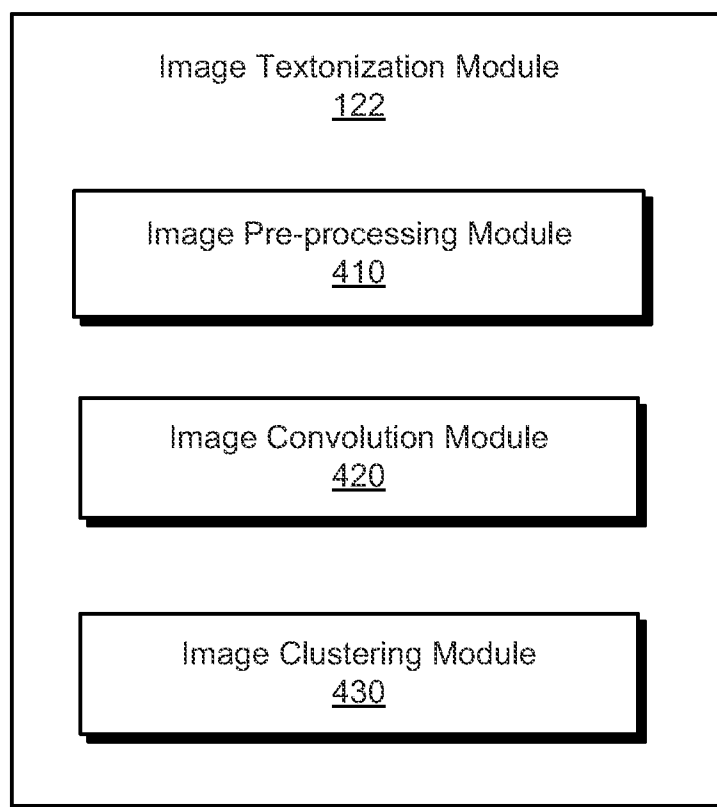 Image Textonization Module
122
Image Pre-processing Module
410
Image Convolution Module
420
Image Clustering Module
430